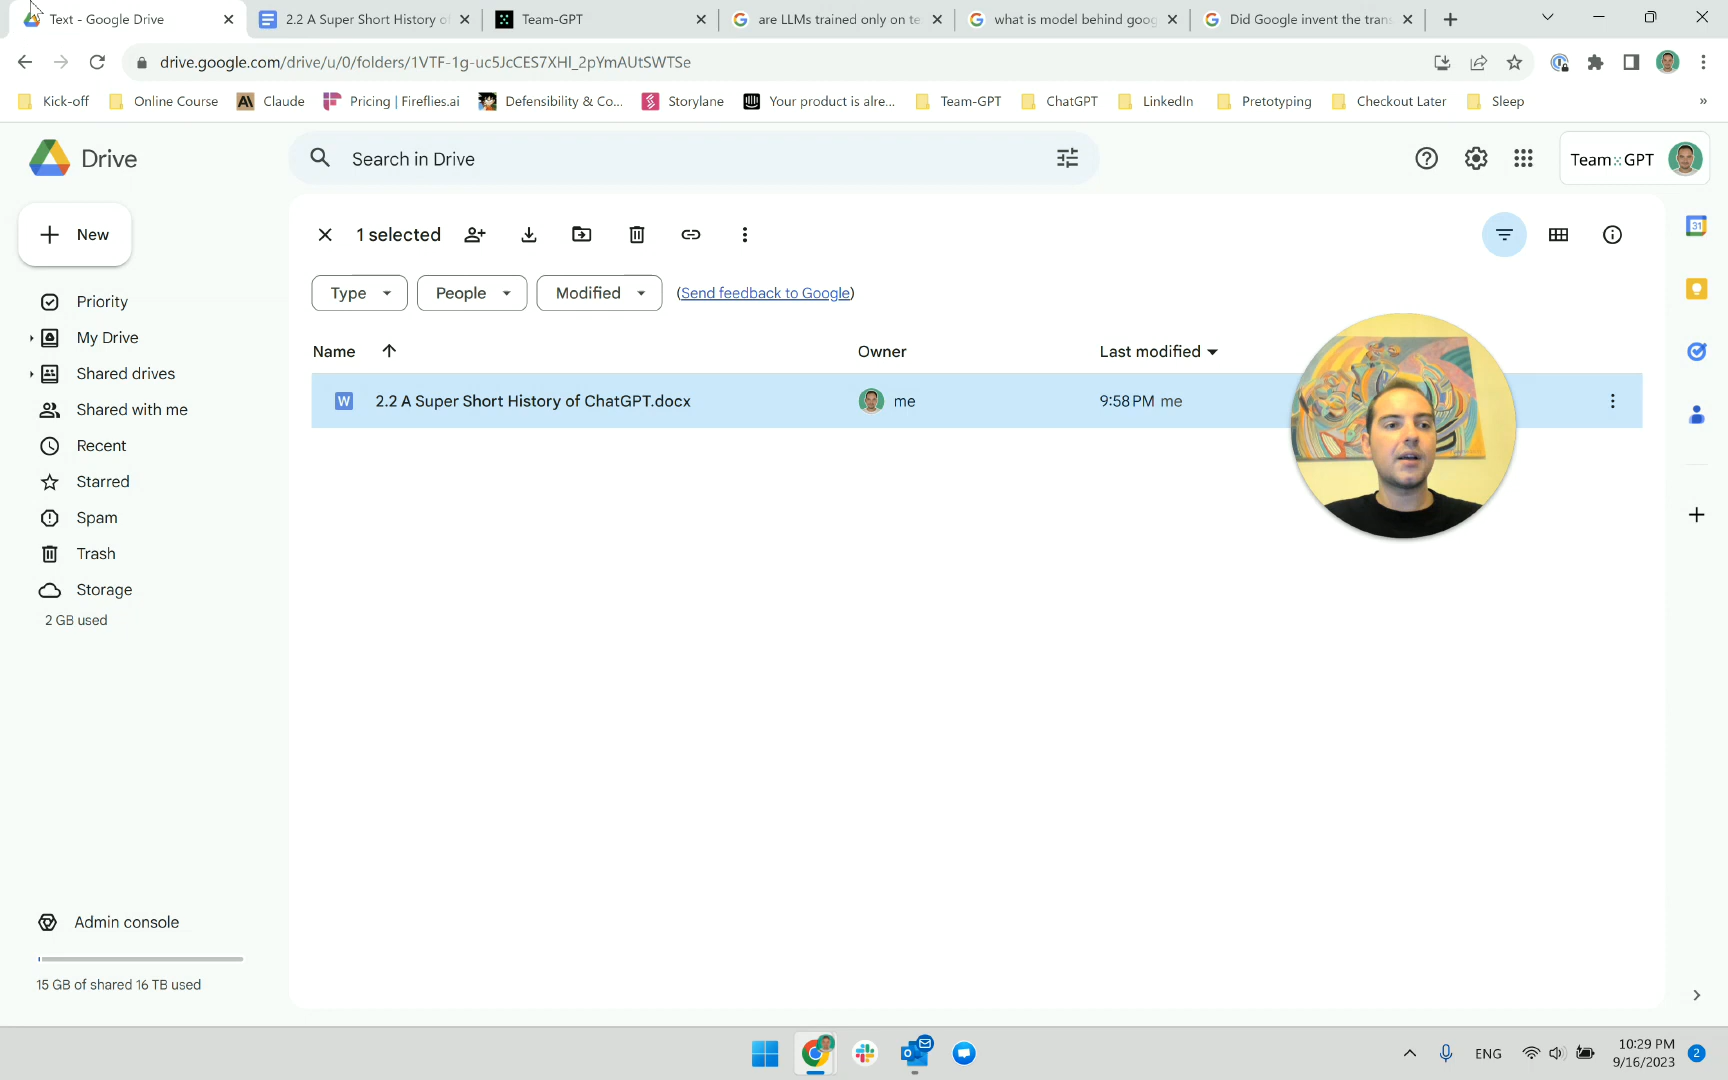 Text - Google Drive
2.2 A Super Short History of
Team-GPT
are LLMs trained only on te
what is model behind goog
Did Google invent the trans
drive.google.com/drive/u/0/folders/1VTF-1g-uc5JcCES7XHl_2pYmAUtSWTSe
Kick-off
Online Course
Claude
Pricing | Fireflies.ai
Defensibility & Co...
Storylane
Your product is alre...
Team-GPT
ChatGPT
LinkedIn
Pretotyping
Checkout Later
Sleep
»
Drive
Search in Drive
Team GPT
New
1 selected
31
Type
People
Modified
(Send feedback to Google)
Priority
My Drive
Shared drives
Shared with me
Recent
Starred
Spam
Trash
Storage
2 GB used
Name
Owner
Last modified
W
2.2 A Super Short History of ChatGPT.docx
me
9:58 PM me
Admin console
15 GB of shared 16 TB used
ENG
10:29 PM
9/16/2023
2